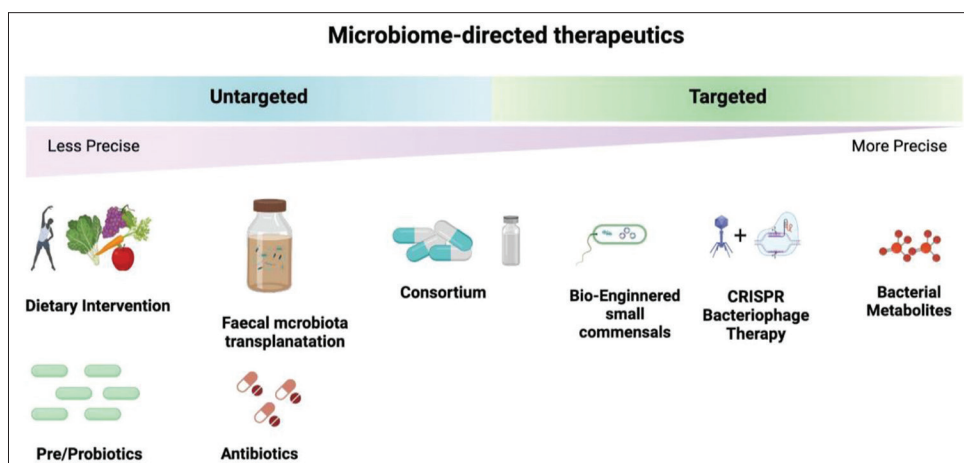 Microbiome-directed therapeutics
Untargeted
Targeted
Less Precise
More Precise
Dietary Intervention
Faecal mcrobiota
transplanatation
Consortium
Bio-Enginnered
small
commensals
CRISPR
Bacteriophage
Therapy
Bacterial
Metabolites
Pre/Probiotics
Antibiotics